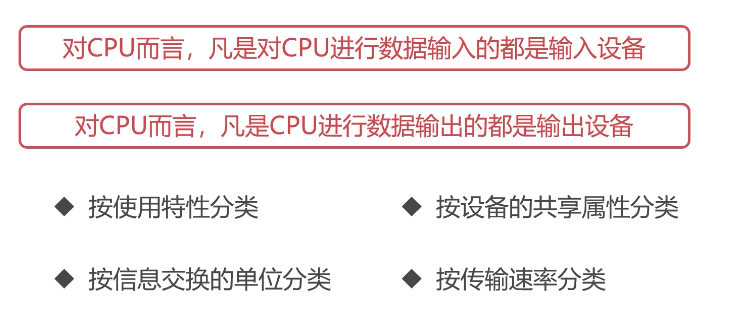 对CPU而言，凡是对CPU进行数据输入的都是输入设备
对CPU而言，凡是CPU进行数据输出的都是输出设备
◆ 按使用特性分类
◆ 按设备的共享属性分类
◆ 按信息交换的单位分类
◆ 按传输速率分类